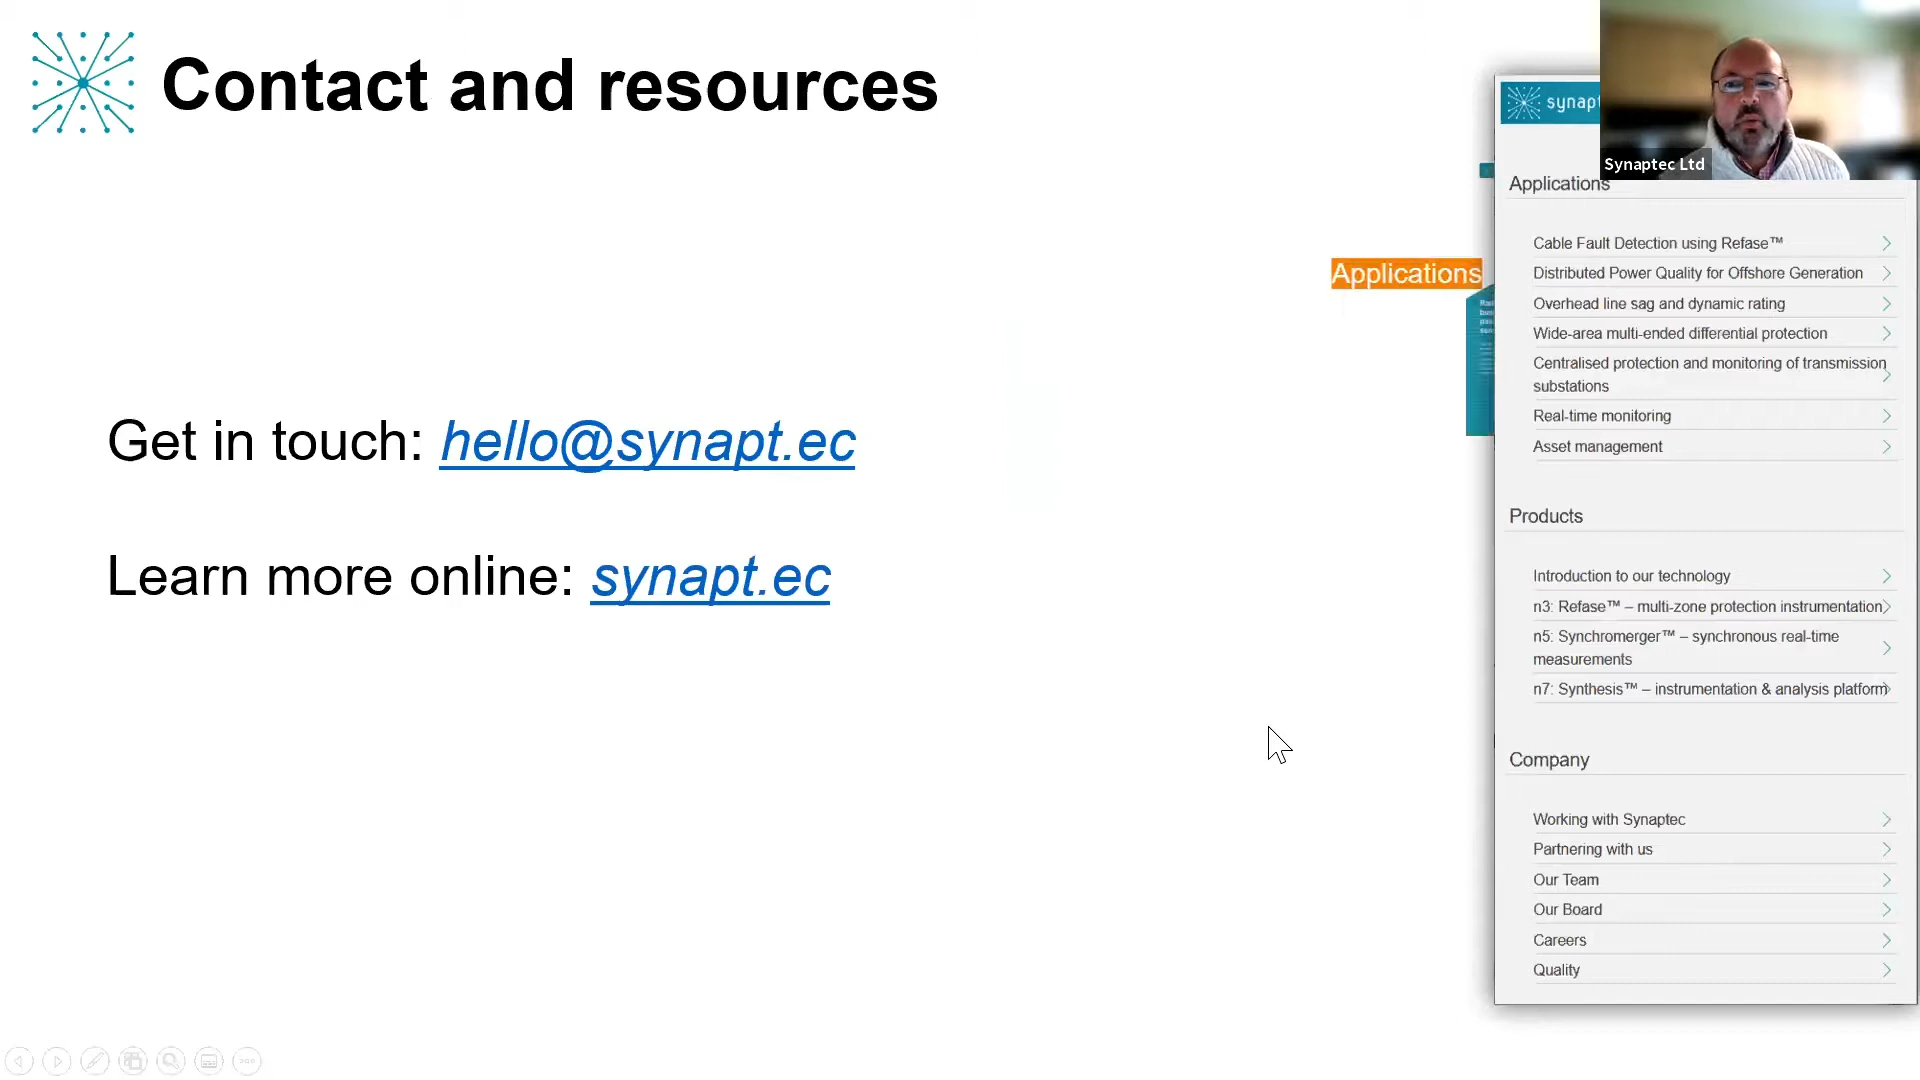 Contact and resources
synapt
Synaptec Ltd
Applications
Cable Fault Detection using Refase™
Distributed Power Quality for Offshore Generation
Overhead line sag and dynamic rating
Wide-area multi-ended differential protection
Centralised protection and monitoring of transmission
substations
Real-time monitoring
Asset management
Applications
Get in touch: hello@synapt.ec
Learn more online: synapt.ec
Products
Introduction to our technology
n3: Refase™ – multi-zone protection instrumentation
n5: Synchromerger™ – synchronous real-time
measurements
n7: Synthesis™ – instrumentation & analysis platform
Company
Working with Synaptec
Partnering with us
Our Team
Our Board
Careers
Quality